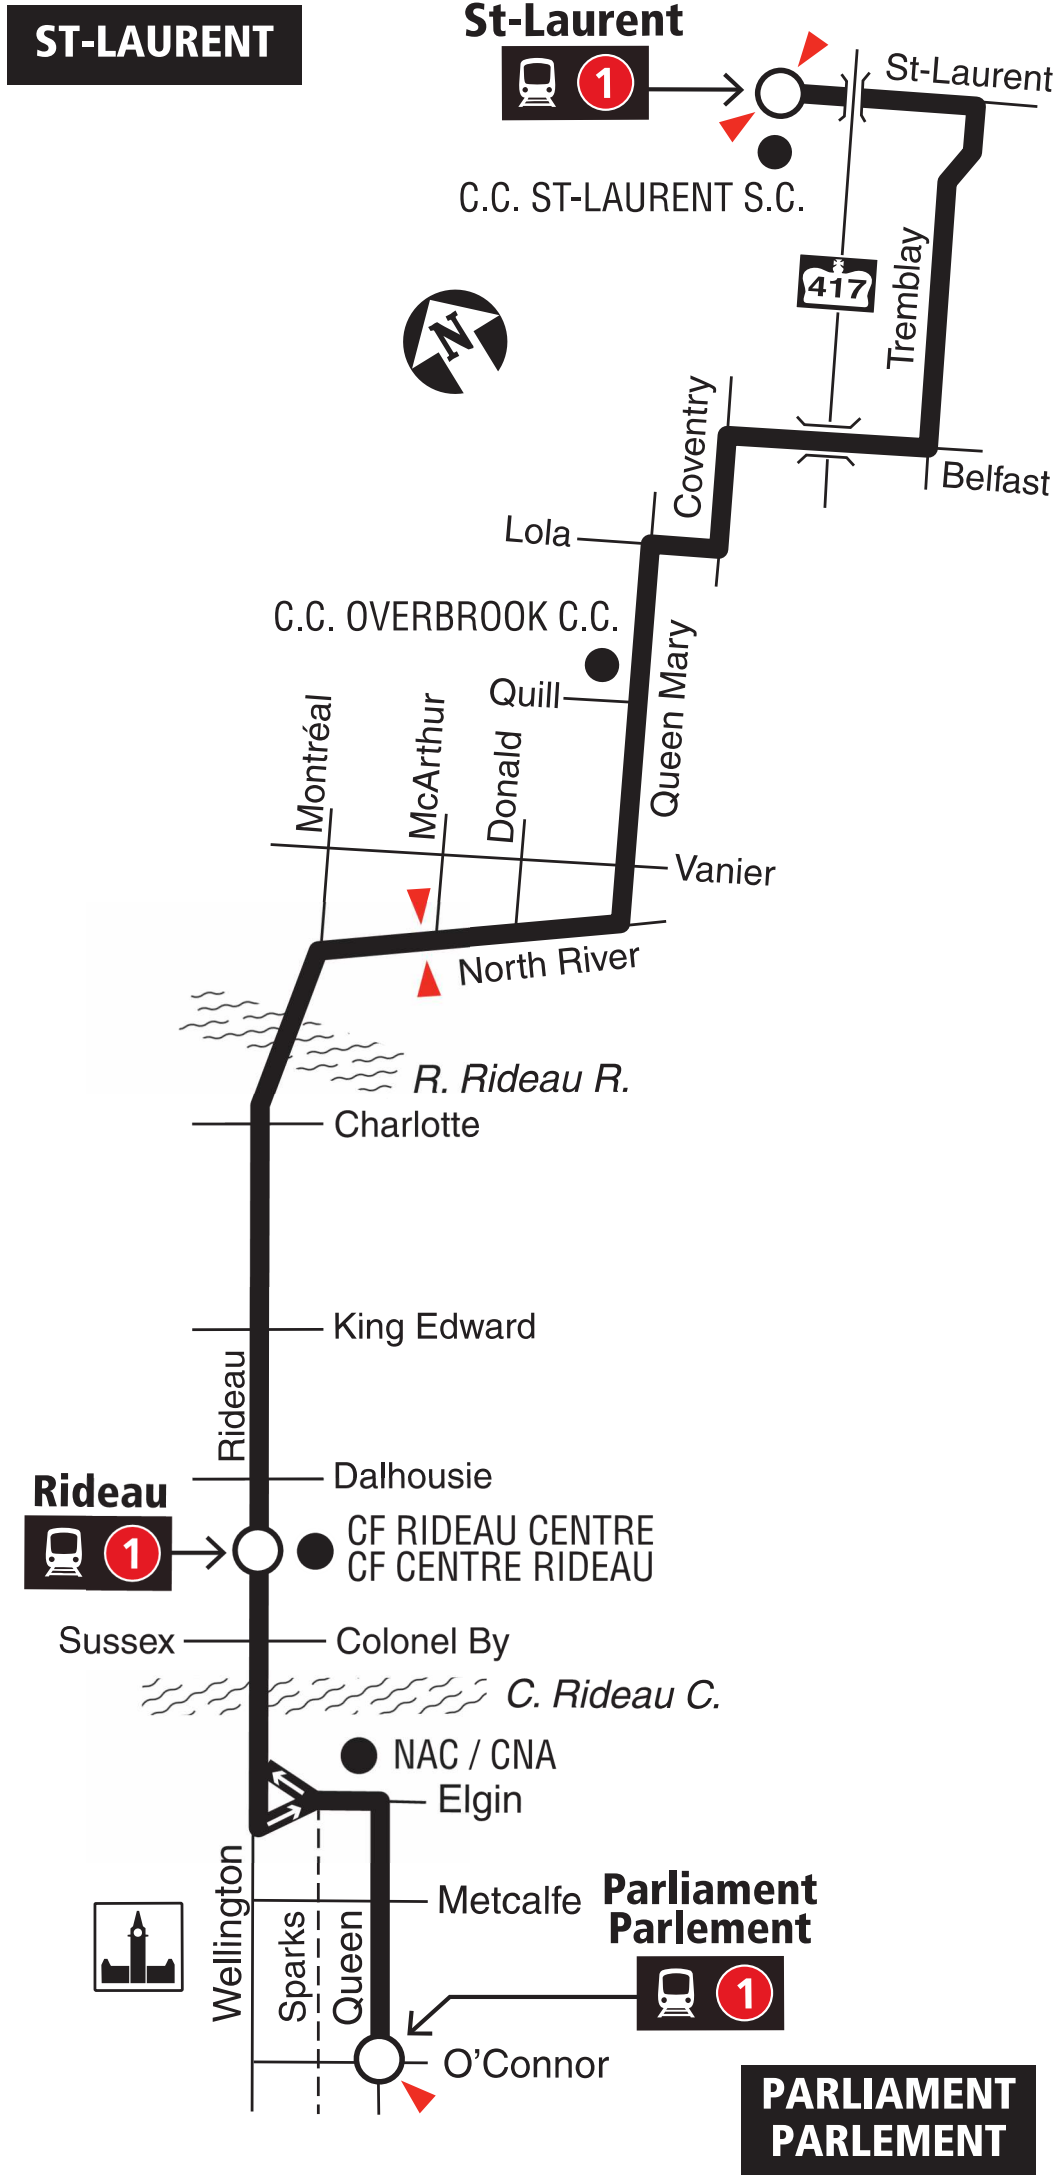 ST-LAURENT
St-Laurent
1
St-Laurent
C.C. ST-LAURENT S.C.
Tremblay
417
N
Coventry
Belfast
Lola
C.C. OVERBROOK C.C.
Queen Mary
Quill
Montréal
McArthur
Donald
Vanier
North River
R. Rideau R.
Charlotte
King Edward
Rideau
Dalhousie
Rideau
1
CF RIDEAU CENTRE
CF CENTRE RIDEAU
Sussex
Colonel By
C. Rideau C.
NAC / CNA
Elgin
Wellington
Sparks
Queen
Metcalfe
Parliament
Parlement
1
O'Connor
PARLIAMENT
PARLEMENT